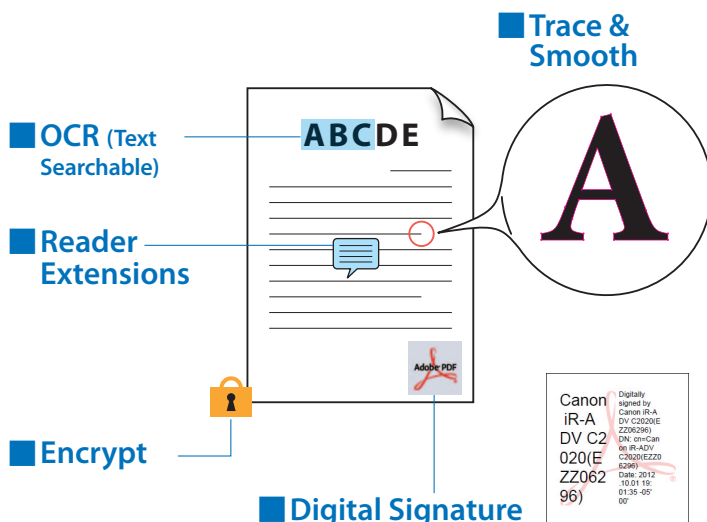 Trace &
Smooth
OCR (Text
Searchable)
ABCDE
Reader
Extensions
A
Adobe PDF
Encrypt
Digital Signature
Canon
iR-A
DV C2
020(E
ZZ062
96)
Digitally
signed by
Canon iR-A
DV C2020(E
ZZ06296)
DN: cn=Can
on iR-ADV
C2020(EZZ0
6296)
Date: 2012
.10.01 19:
01:35 -05'
00'